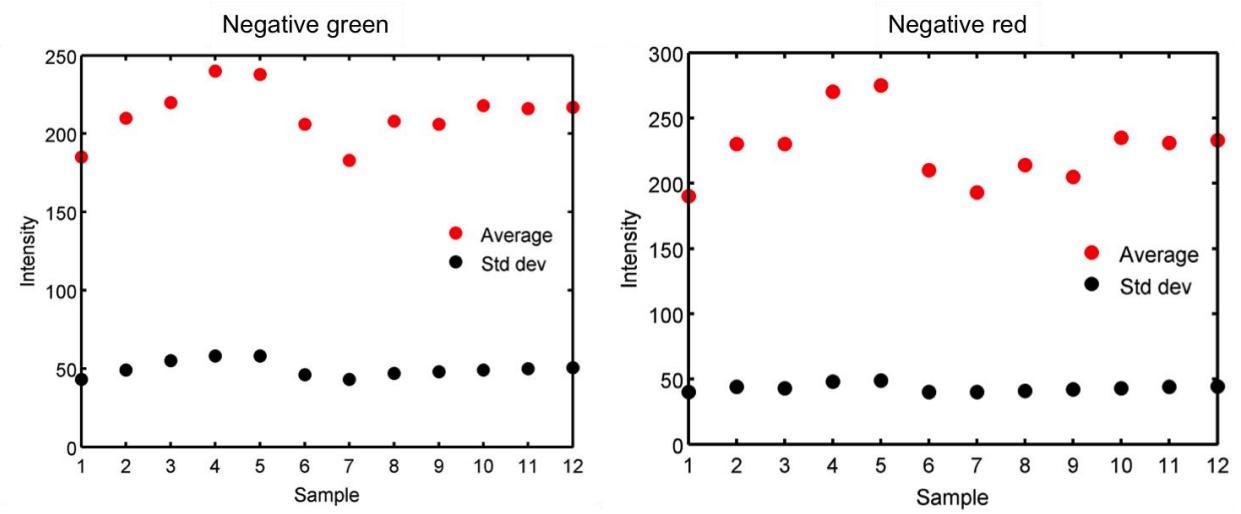 Negative green
250
200
150
100
50
0
Intensity
Average
Std dev
1 2 3 4 5 6 7 8 9 10 11 12
Sample
Negative red
300
250
200
150
100
50
0
Intensity
Average
Std dev
1 2 3 4 5 6 7 8 9 10 11 12
Sample